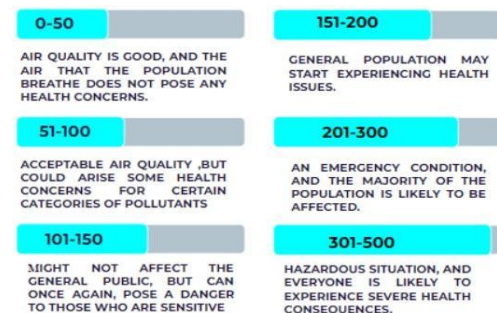 0-50
AIR QUALITY IS GOOD, AND THE
AIR THAT THE POPULATION
BREATHE DOES NOT POSE ANY
HEALTH CONCERNS.
51-100
ACCEPTABLE AIR QUALITY ,BUT
COULD ARISE SOME HEALTH
CONCERNS FOR CERTAIN
CATEGORIES OF POLLUTANTS
101-150
MIGHT NOT AFFECT THE
GENERAL PUBLIC, BUT CAN
ONCE AGAIN, POSE A DANGER
TO THOSE WHO ARE SENSITIVE
151-200
GENERAL POPULATION MAY
START EXPERIENCING HEALTH
ISSUES.
201-300
AN EMERGENCY CONDITION,
AND THE MAJORITY OF THE
POPULATION IS LIKELY TO BE
AFFECTED.
301-500
HAZARDOUS SITUATION, AND
EVERYONE IS LIKELY TO
EXPERIENCE SEVERE HEALTH
CONSEQUENCES.